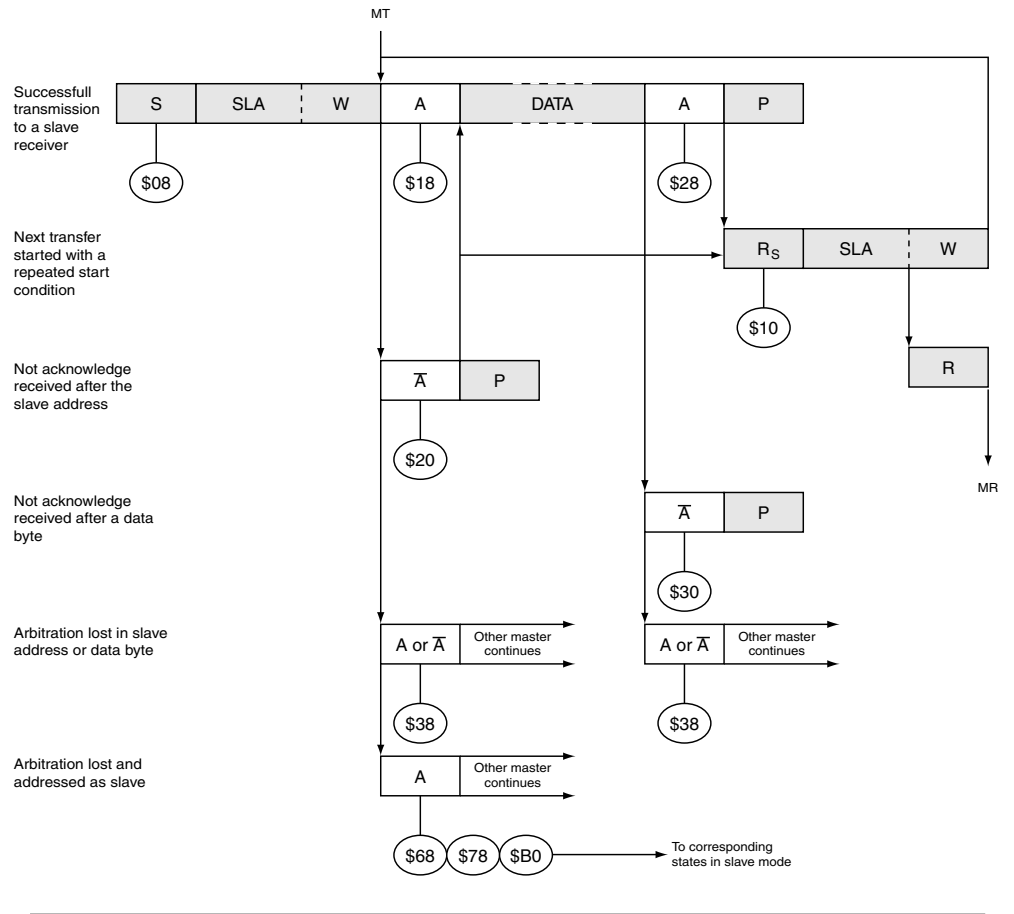 MT
Successfull
transmission
to a slave
receiver
S SLA W A DATA A P
$08 $18 $28
Next transfer
started with a
repeated start
condition
RS SLA W
$10
R
Not acknowledge
received after the
slave address
A̅ P
$20
MR
Not acknowledge
received after a data
byte
A̅ P
$30
Arbitration lost in slave
address or data byte
A or A̅
Other master
continues
A or A̅
Other master
continues
$38 $38
Arbitration lost and
addressed as slave
A
Other master
continues
$68 $78 $B0
To corresponding
states in slave mode